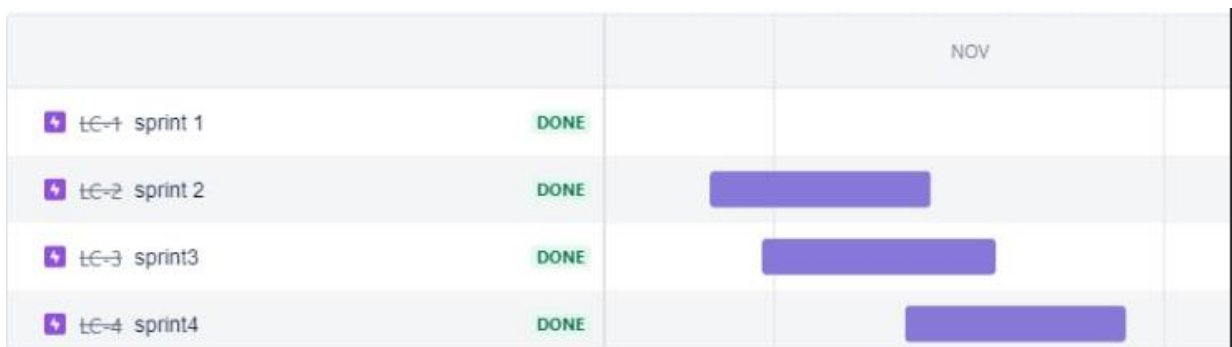 NOV
LC-1 sprint 1 DONE
LC-2 sprint 2 DONE
LC-3 sprint3 DONE
LC-4 sprint4 DONE